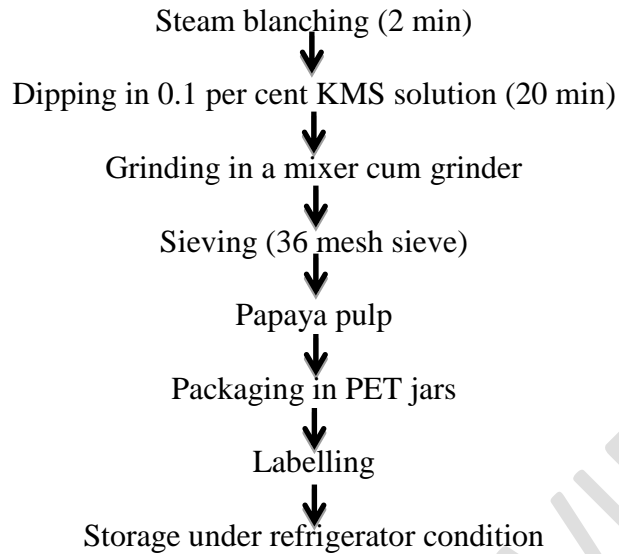 Steam blanching (2 min)
Dipping in 0.1 per cent KMS solution (20 min)
Grinding in a mixer cum grinder
Sieving (36 mesh sieve)
Papaya pulp
Packaging in PET jars
Labelling
Storage under refrigerator condition